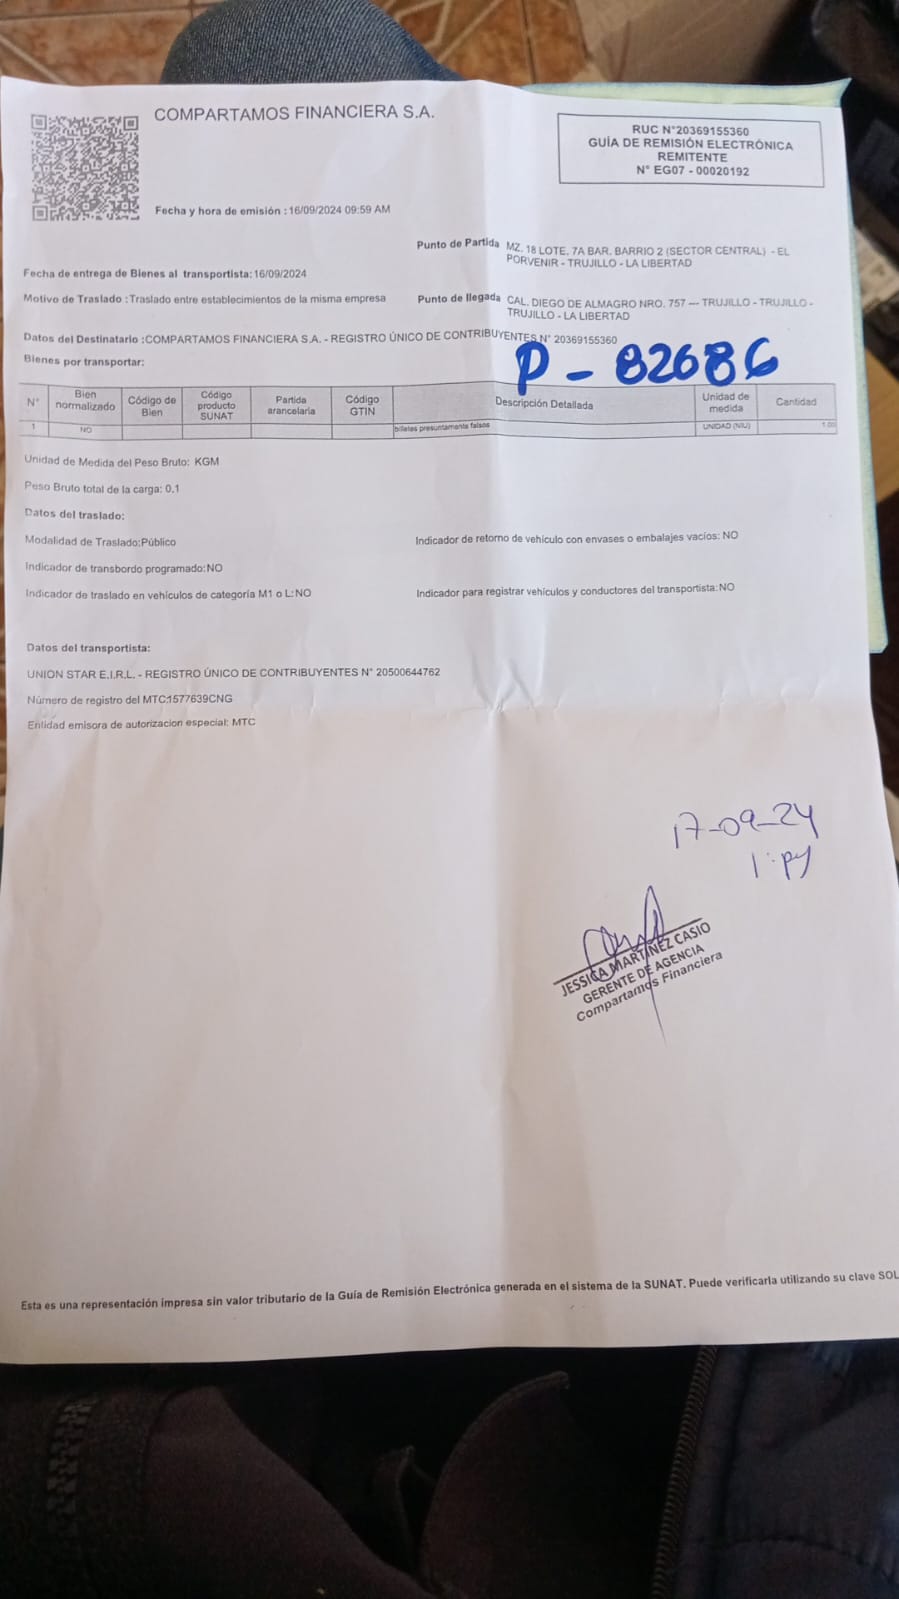 COMPARTAMOS FINANCIERA S.A.
RUC N°20369155360
GUÍA DE REMISIÓN ELECTRÓNICA
REMITENTE
N° EG07 - 00020192
Fecha y hora de emisión : 16/09/2024 09:59 AM
Punto de Partida MZ. 18 LOTE. 7A BAR. BARRIO 2 (SECTOR CENTRAL) - EL
PORVENIR - TRUJILLO - LA LIBERTAD
Fecha de entrega de Bienes al transportista:16/09/2024
Motivo de Traslado :Traslado entre establecimientos de la misma empresa
Punto de llegada CAL. DIEGO DE ALMAGRO NRO. 757 --- TRUJILLO - TRUJILLO -
TRUJILLO - LA LIBERTAD
Datos del Destinatario :COMPARTAMOS FINANCIERA S.A. - REGISTRO ÚNICO DE CONTRIBUYENTES N° 20369155360
P - 82686
Bienes por transportar:
N° Bien normalizado Código de Bien Código producto SUNAT Partida arancelaria Código GTIN Descripción Detallada Unidad de medida Cantidad
1 NO billetes presuntamente falsos UNIDAD (NIU) 1.00
Unidad de Medida del Peso Bruto: KGM
Peso Bruto total de la carga: 0.1
Datos del traslado:
Modalidad de Traslado:Público
Indicador de retorno de vehículo con envases o embalajes vacíos: NO
Indicador de transbordo programado:NO
Indicador de traslado en vehículos de categoría M1 o L:NO
Indicador para registrar vehículos y conductores del transportista:NO
Datos del transportista:
UNION STAR E.I.R.L. - REGISTRO ÚNICO DE CONTRIBUYENTES N° 20500644762
Número de registro del MTC:1577639CNG
Entidad emisora de autorizacion especial: MTC
17-09-24
JESSICA MARTINEZ CASIO
GERENTE DE AGENCIA
Compartamos Financiera
Esta es una representación impresa sin valor tributario de la Guía de Remisión Electrónica generada en el sistema de la SUNAT. Puede verificarla utilizando su clave SOL